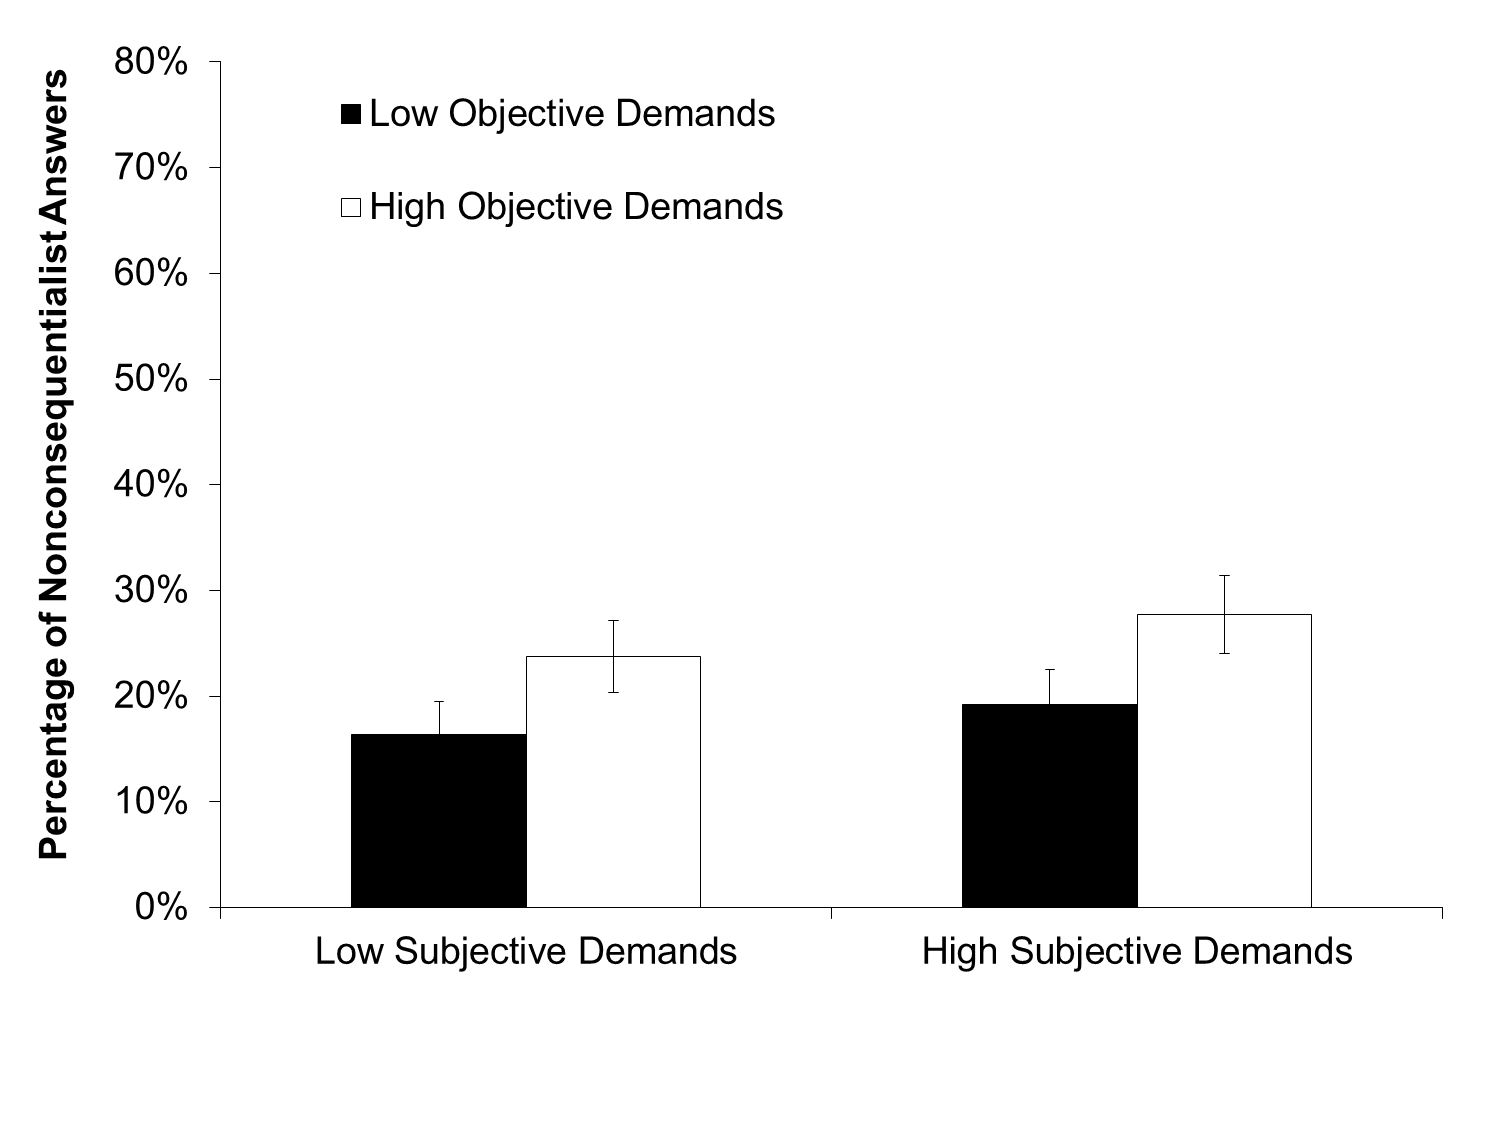 Percentage of Nonconsequentialist Answers
80%
70%
60%
50%
40%
30%
20%
10%
0%
Low Objective Demands
High Objective Demands
Low Subjective Demands
High Subjective Demands